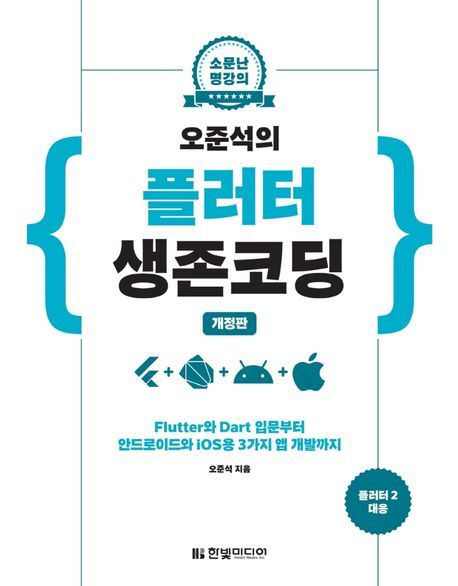 소문난
명강의
오준석의
플러터
생존코딩
개정판
Flutter와 Dart 입문부터
안드로이드와 iOS용 3가지 앱 개발까지
오준석 지음
플러터 2
대응
한빛미디어
Hanbit Media, Inc.